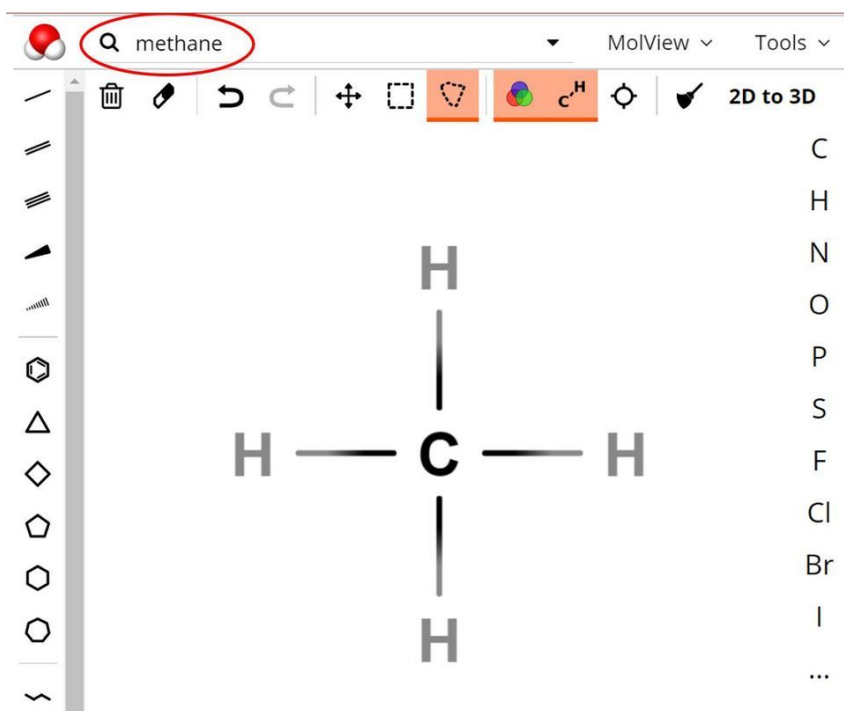 methane
MolView
Tools
C H
2D to 3D
C
H
N
O
P
S
F
Cl
Br
I
...
H
H C H
H